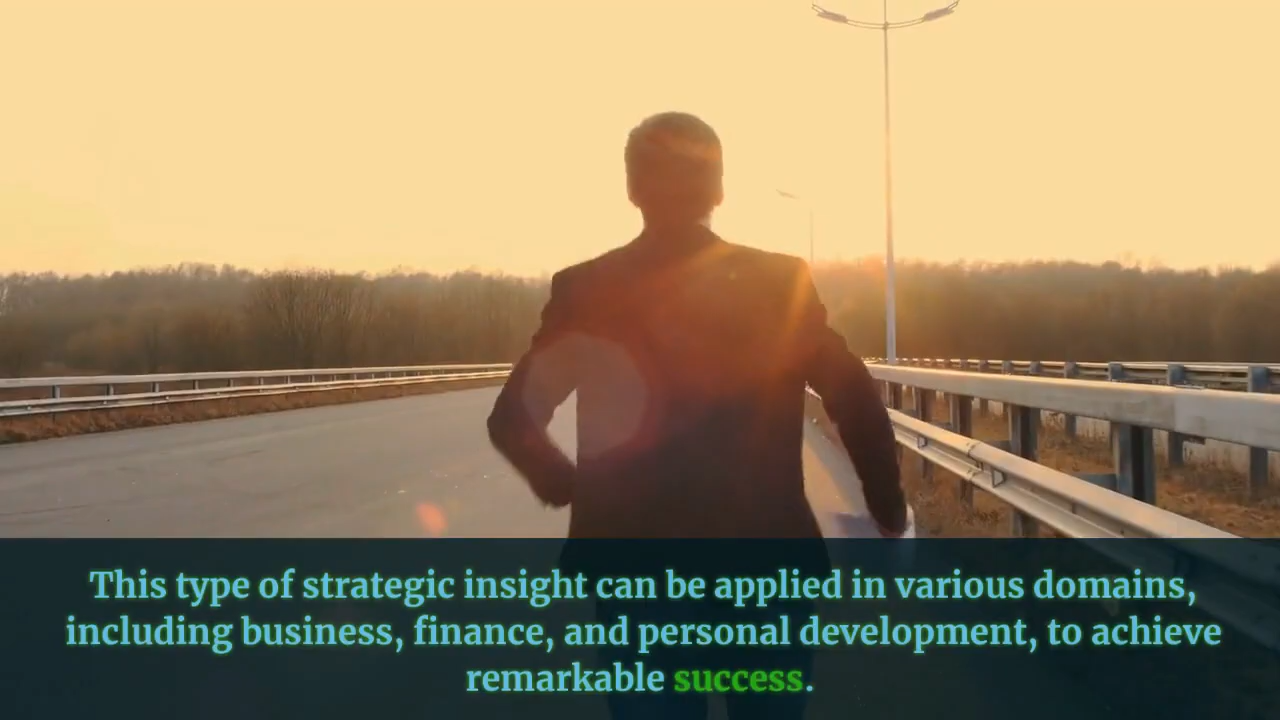 This type of strategic insight can be applied in various domains,
including business, finance, and personal development, to achieve
remarkable success.